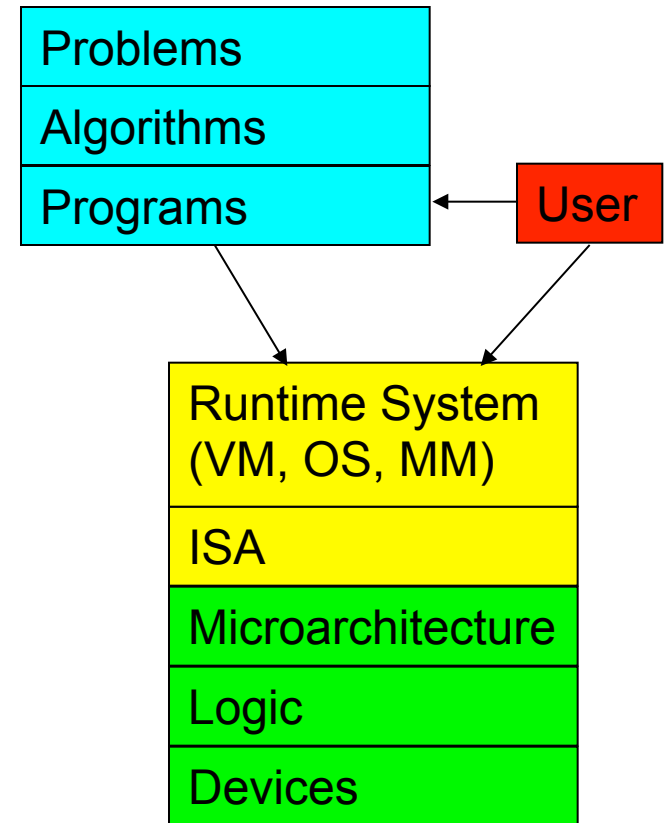 Problems
Algorithms
Programs
User
Runtime System
(VM, OS, MM)
ISA
Microarchitecture
Logic
Devices